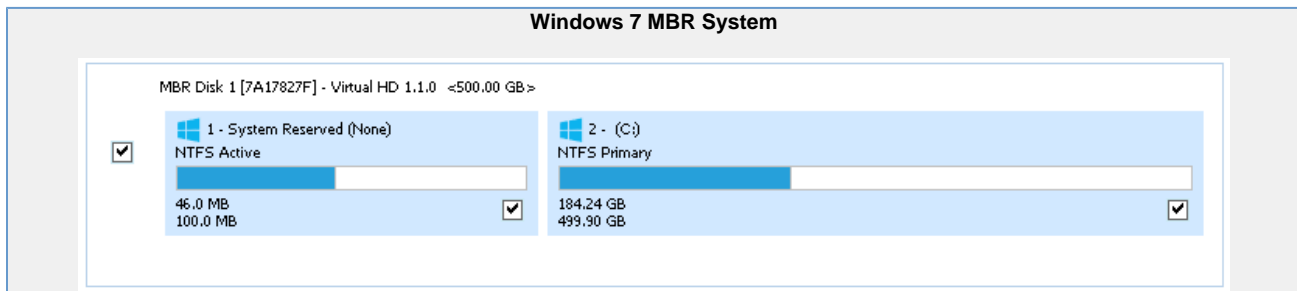 Windows 7 MBR System
MBR Disk 1 [7A17827F] - Virtual HD 1.1.0 <500.00 GB>
1 - System Reserved (None)
NTFS Active
46.0 MB
100.0 MB
2 - (C:)
NTFS Primary
184.24 GB
499.90 GB